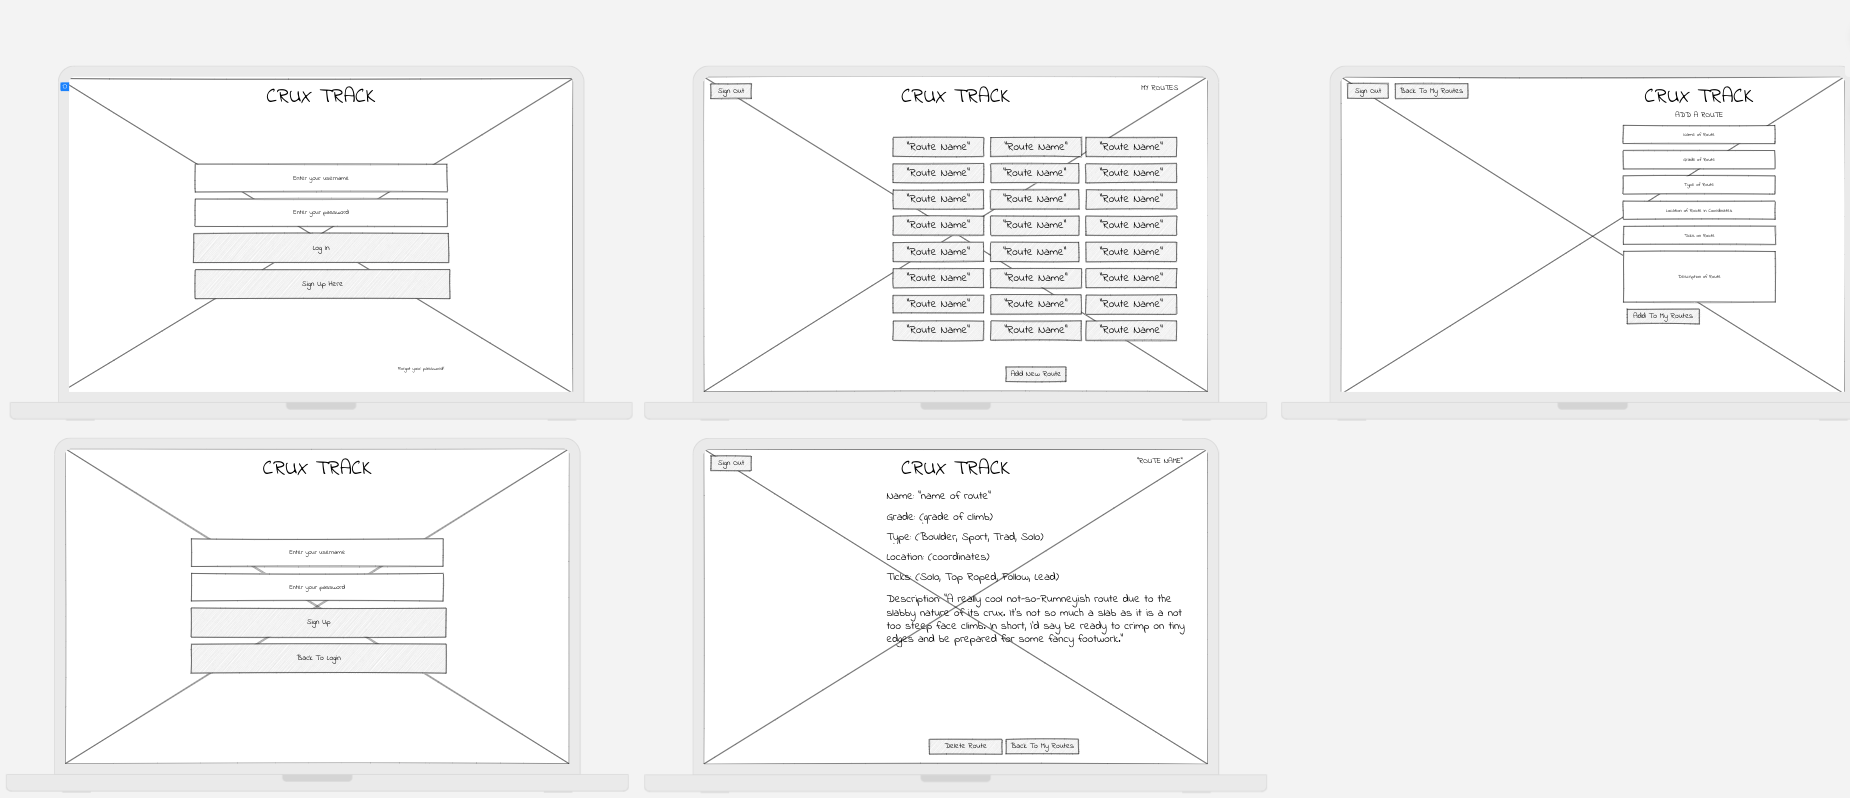 CRUX TRACK
Enter your username
Enter your password
Log In
Sign Up Here
Forgot your password?
Sign Out
CRUX TRACK
MY ROUTES
"Route Name" "Route Name" "Route Name"
"Route Name" "Route Name" "Route Name"
"Route Name" "Route Name" "Route Name"
"Route Name" "Route Name" "Route Name"
"Route Name" "Route Name" "Route Name"
"Route Name" "Route Name" "Route Name"
"Route Name" "Route Name" "Route Name"
"Route Name" "Route Name" "Route Name"
Add New Route
Sign Out
Back To My Routes
CRUX TRACK
ADD A ROUTE
Name of Route
Grade of Route
Type of Route
Location of Route in Coordinates
Ticks on Route
Description of Route
Add To My Routes
CRUX TRACK
Enter your username
Enter your password
Sign Up
Back To Login
Sign Out
CRUX TRACK
"ROUTE NAME"
Name: "name of route"
Grade: (grade of climb)
Type: (Boulder, Sport, Trad, Solo)
Location: (coordinates)
Ticks: (Solo, Top Roped, Follow, Lead)
Description "A really cool not-so-Rumneyish route due to the
slabby nature of its crux. It's not so much a slab as it is a not
too steep face climb. In short, I'd say be ready to crimp on tiny
edges and be prepared for some fancy footwork."
Delete Route
Back To My Routes